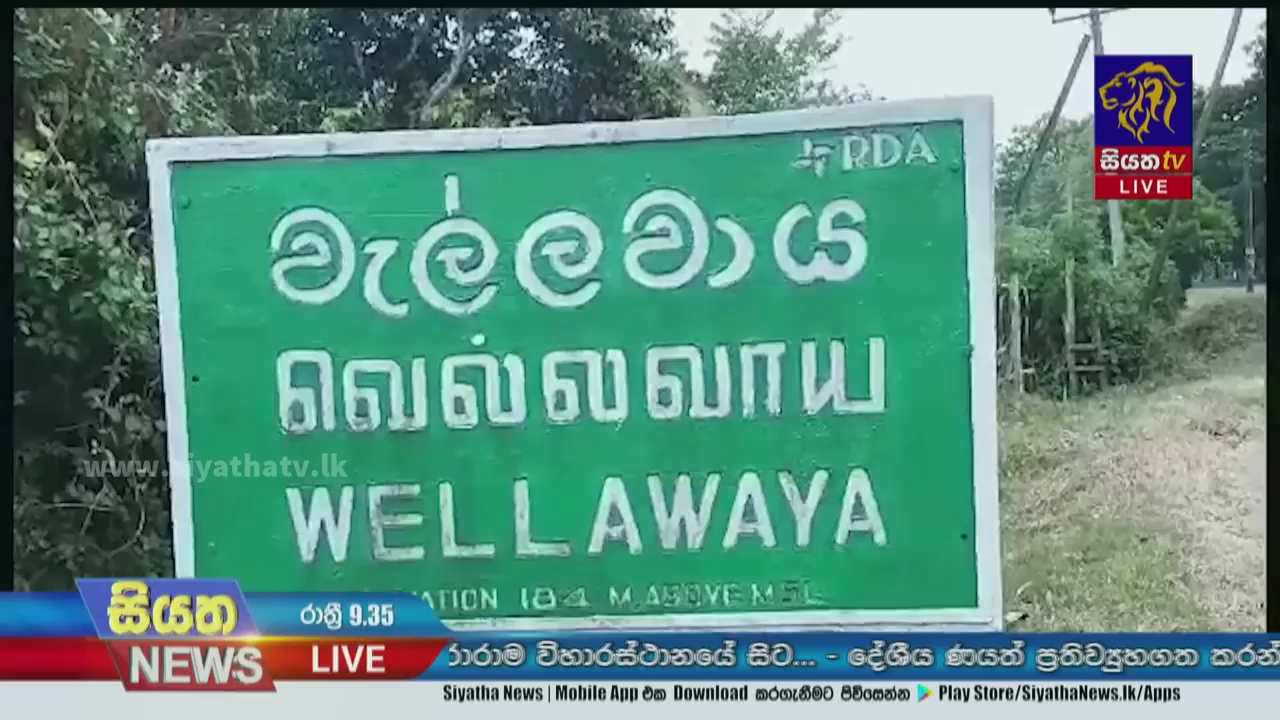 RDA
සියත tv
LIVE
වැල්ලවාය
வெல்லவாய
WELLAWAYA
www.siyathatv.lk
184 M. ABOVE M S L
සියත
NEWS
රාත්‍රී 9.35
LIVE
විහාරස්ථානයේ සිට... - දේශීය ණයත් ප්‍රතිව්‍යුහගත කරන්
Siyatha News | Mobile App එක Download කරගැනීමට පිවිසෙන්න Play Store/SiyathaNews.lk/Apps